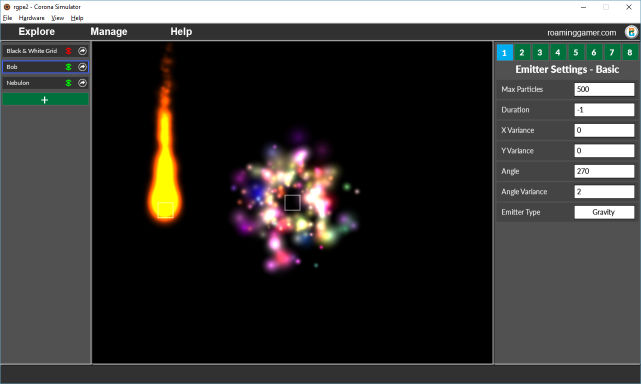 rgpe2 - Corona Simulator
File Hardware View Help
Explore Manage Help roaminggamer.com
Black & White Grid
Bob
Nebulon
+
1 2 3 4 5 6 7 8
Emitter Settings - Basic
Max Particles 500
Duration -1
X Variance 0
Y Variance 0
Angle 270
Angle Variance 2
Emitter Type Gravity